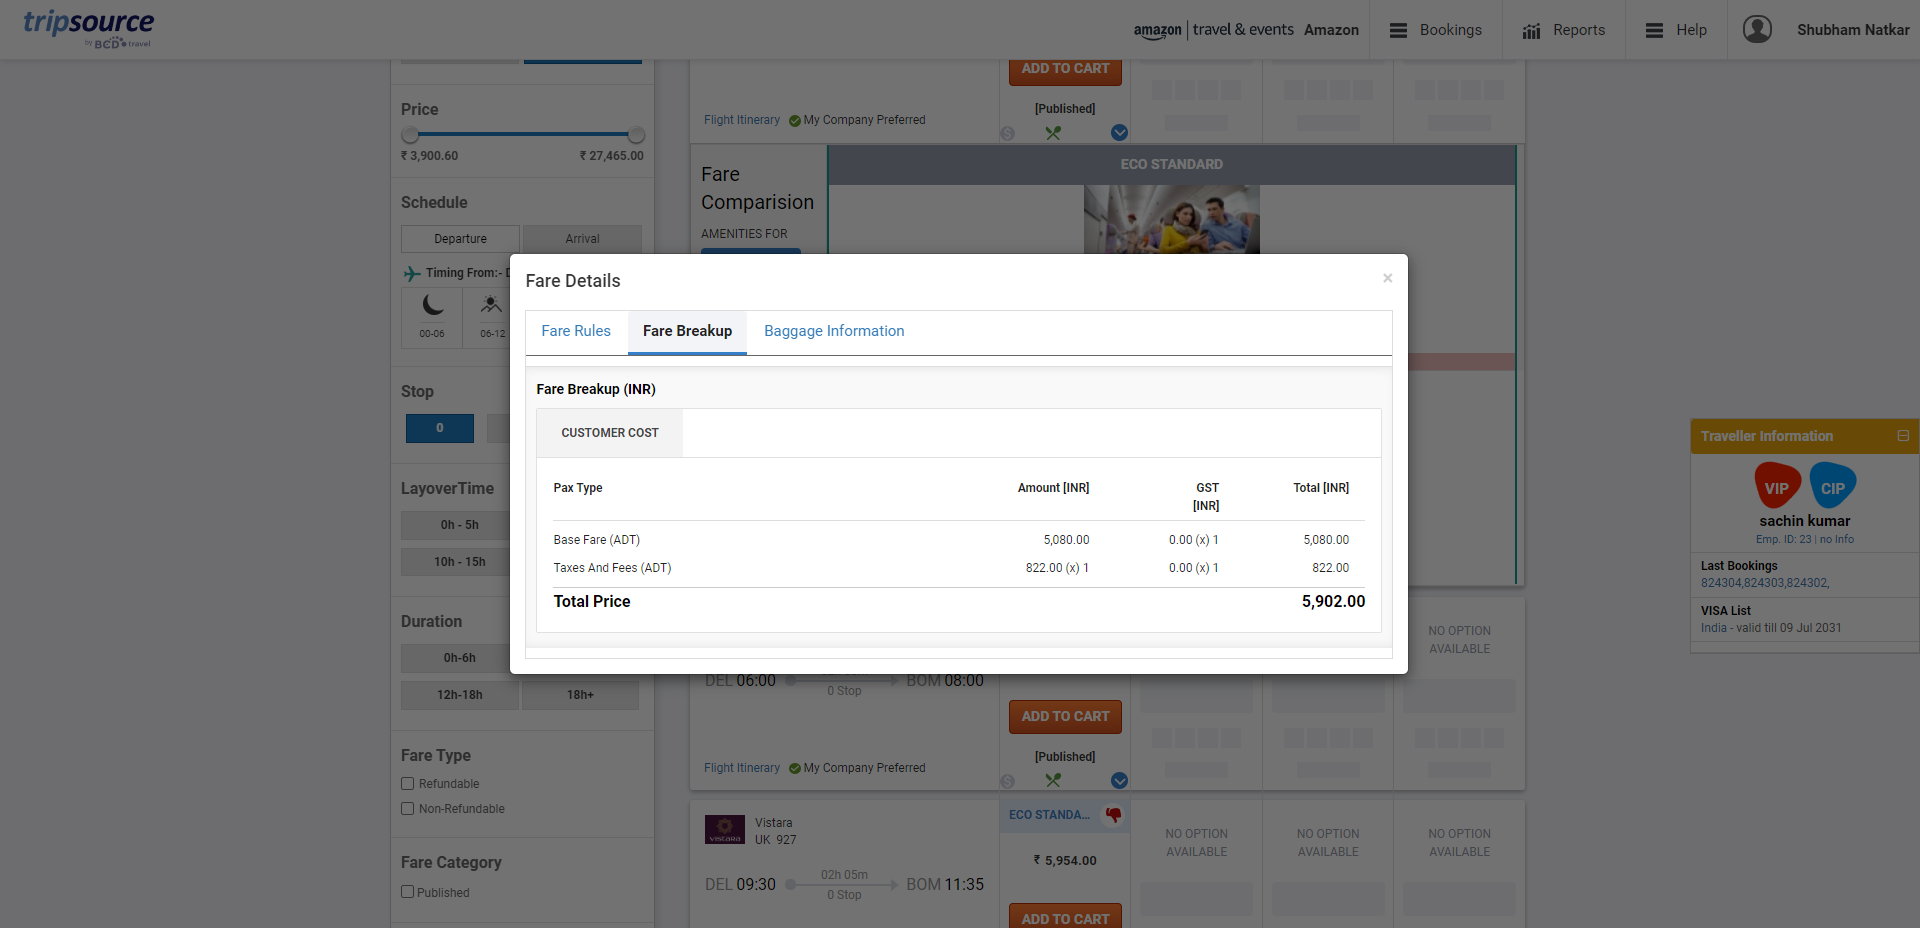 tripsource
by BCD travel
amazon | travel & events Amazon
Bookings
Reports
Help
Shubham Natkar
Price
₹ 3,900.60 ₹ 27,465.00
Schedule
Departure Arrival
Timing From:- D
00-06 06-12
Stop
0
LayoverTime
0h - 5h
10h - 15h
Duration
0h-6h
12h-18h 18h+
Fare Type
Refundable
Non-Refundable
Fare Category
Published
ADD TO CART
[Published]
Flight Itinerary My Company Preferred
Fare
Comparision
AMENITIES FOR
ECO STANDARD
Fare Details ×
Fare Rules Fare Breakup Baggage Information
Fare Breakup (INR)
CUSTOMER COST
Pax Type Amount [INR] GST [INR] Total [INR]
Base Fare (ADT) 5,080.00 0.00 (x) 1 5,080.00
Taxes And Fees (ADT) 822.00 (x) 1 0.00 (x) 1 822.00
Total Price 5,902.00
DEL 06:00 BOM 08:00
0 Stop
ADD TO CART
[Published]
Flight Itinerary My Company Preferred
NO OPTION
AVAILABLE
VISTARA
Vistara
UK 927
DEL 09:30 02h 05m BOM 11:35
0 Stop
ECO STANDA...
₹ 5,954.00
ADD TO CART
NO OPTION
AVAILABLE
NO OPTION
AVAILABLE
NO OPTION
AVAILABLE
Traveller Information
VIP CIP
sachin kumar
Emp. ID: 23 | no Info
Last Bookings
824304,824303,824302,
VISA List
India - valid till 09 Jul 2031